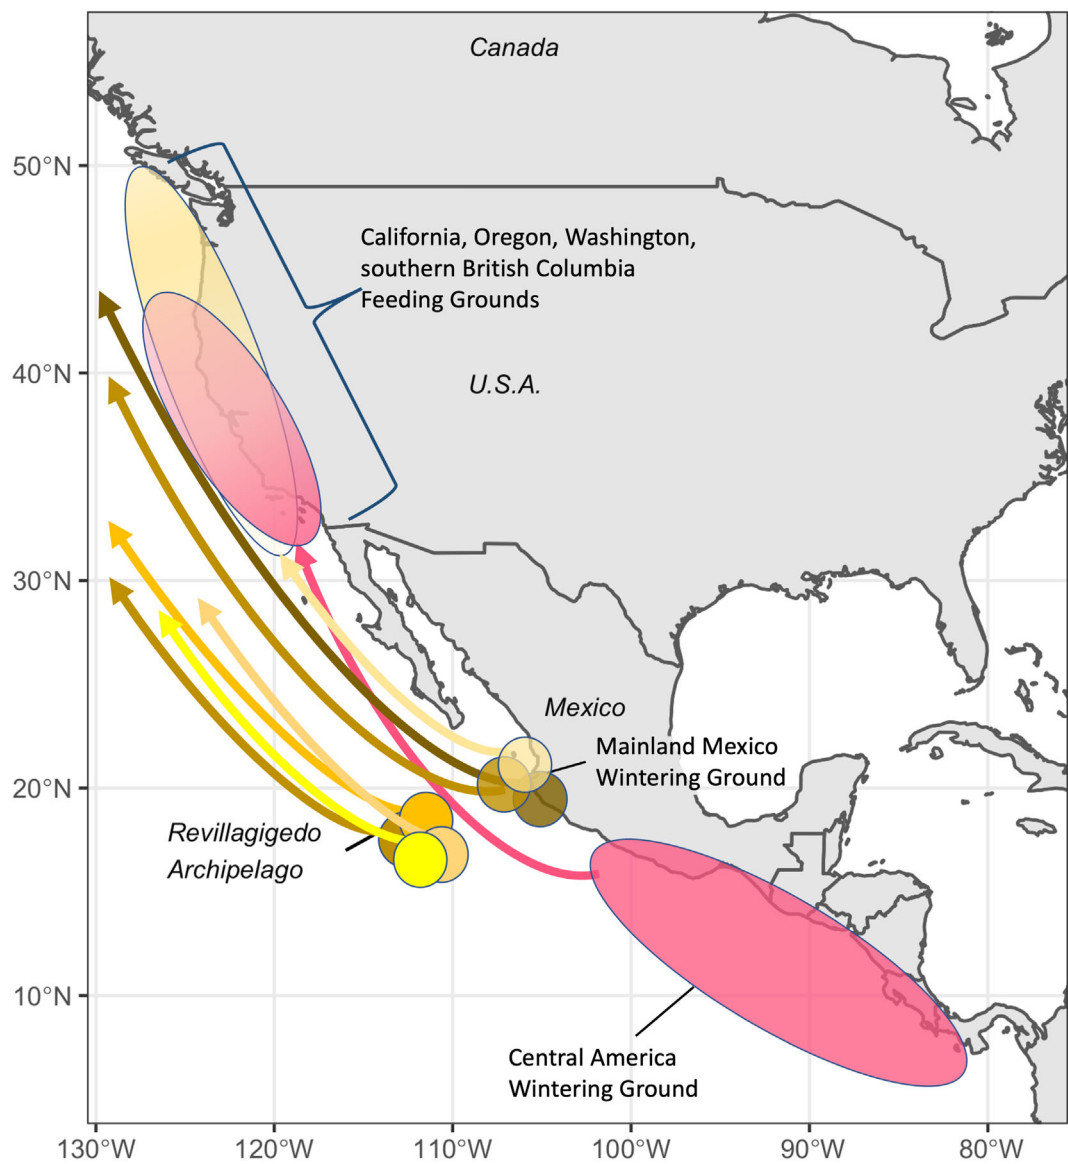 Canada
50°N
California, Oregon, Washington,
southern British Columbia
Feeding Grounds
40°N
U.S.A.
30°N
Mexico
Mainland Mexico
Wintering Ground
20°N
Revillagigedo
Archipelago
10°N
Central America
Wintering Ground
130°W 120°W 110°W 100°W 90°W 80°W